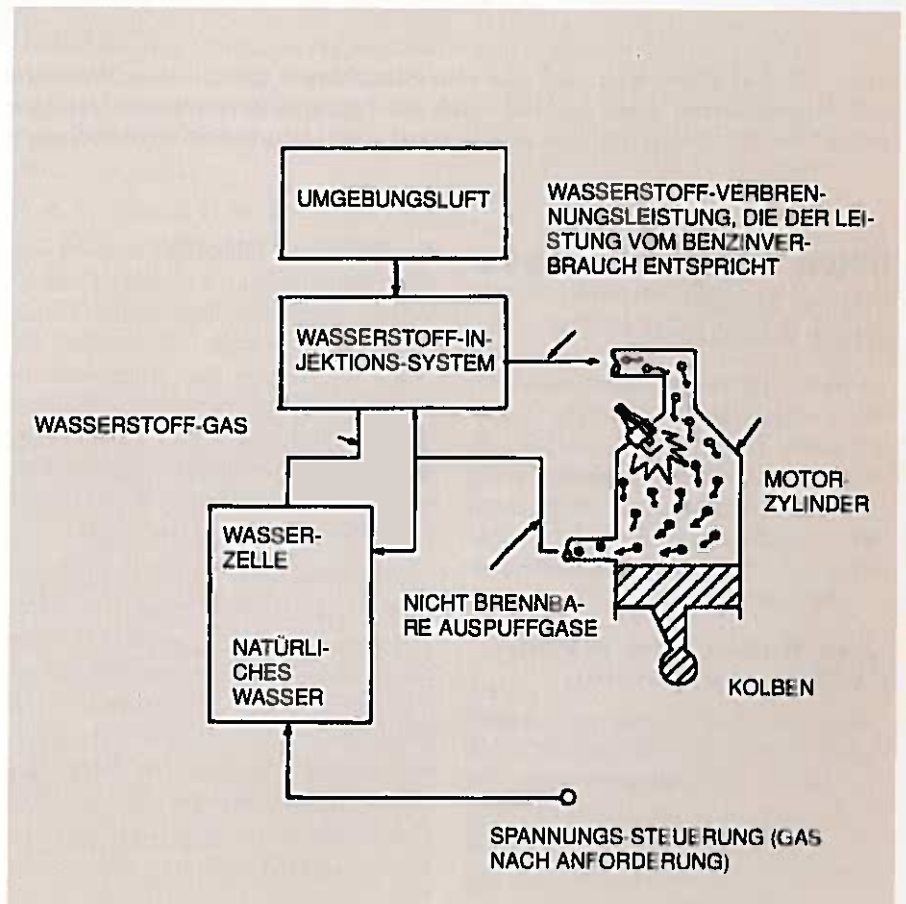 UMGEBUNGSLUFT
WASSERSTOFF-VERBREN-
NUNGSLEISTUNG, DIE DER LEI-
STUNG VOM BENZINVER-
BRAUCH ENTSPRICHT
WASSERSTOFF-IN-
JEKTIONS-SYSTEM
WASSERSTOFF-GAS
MOTOR-
ZYLINDER
WASSER-
ZELLE
NATÜRLI-
CHES
WASSER
NICHT BRENNBA-
RE AUSPUFFGASE
KOLBEN
SPANNUNGS-STEUERUNG (GAS
NACH ANFORDERUNG)